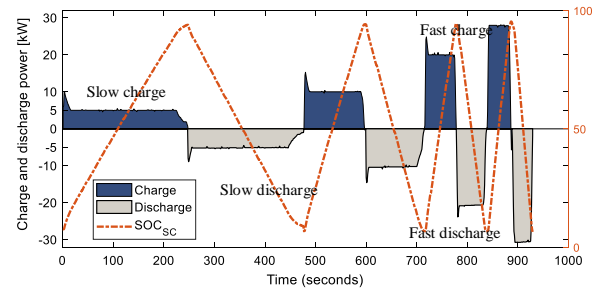 30
20
10
5
0
-5
-10
-20
-30
Charge and discharge power [kW]
100
50
0
Fast charge
Slow charge
Slow discharge
Fast discharge
Charge
Discharge
SOCSC
0 100 200 300 400 500 600 700 800 900 1000
Time (seconds)